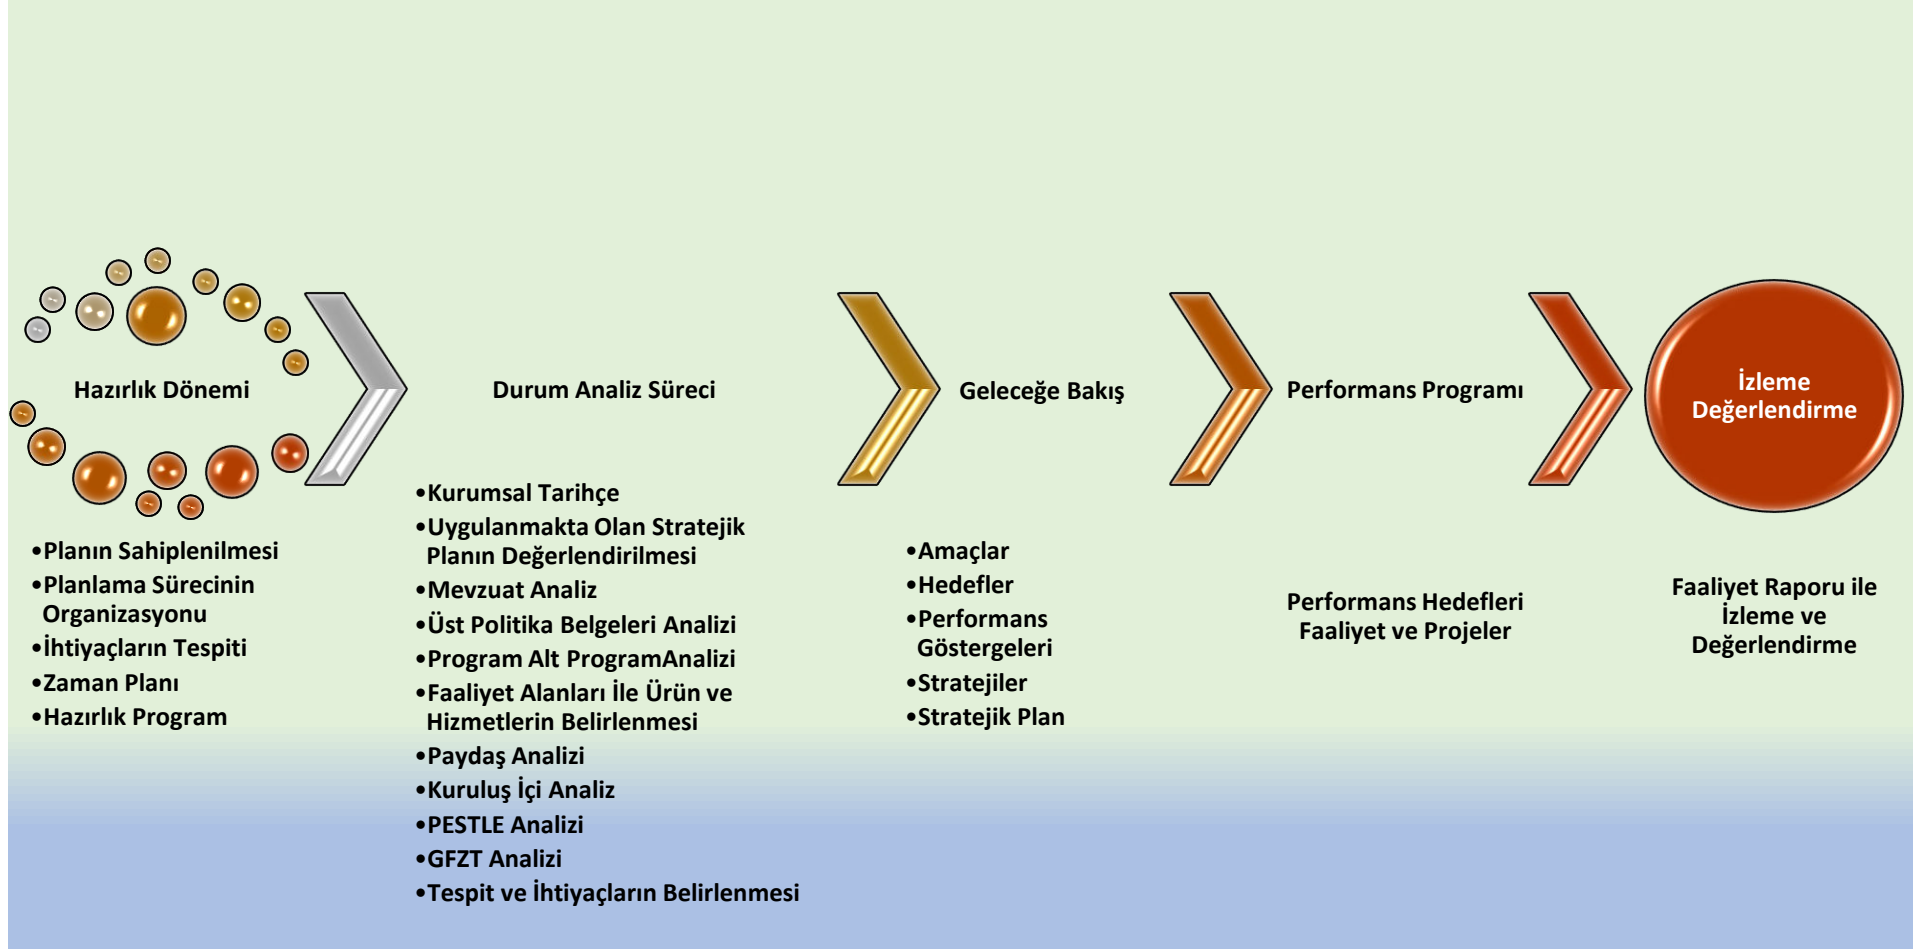 Hazırlık Dönemi
•Planın Sahiplenilmesi
•Planlama Sürecinin
Organizasyonu
•İhtiyaçların Tespiti
•Zaman Planı
•Hazırlık Program
Durum Analiz Süreci
•Kurumsal Tarihçe
•Uygulanmakta Olan Stratejik
Planın Değerlendirilmesi
•Mevzuat Analiz
•Üst Politika Belgeleri Analizi
•Program Alt ProgramAnalizi
•Faaliyet Alanları İle Ürün ve
Hizmetlerin Belirlenmesi
•Paydaş Analizi
•Kuruluş İçi Analiz
•PESTLE Analizi
•GFZT Analizi
•Tespit ve İhtiyaçların Belirlenmesi
Geleceğe Bakış
•Amaçlar
•Hedefler
•Performans
Göstergeleri
•Stratejiler
•Stratejik Plan
Performans Programı
Performans Hedefleri
Faaliyet ve Projeler
İzleme
Değerlendirme
Faaliyet Raporu ile
İzleme ve
Değerlendirme